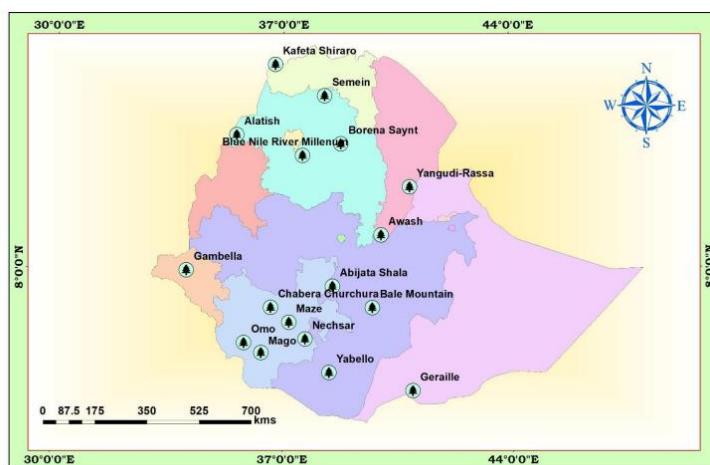 30°0'0"E 37°0'0"E 44°0'0"E
Kafeta Shiraro
N
Semein
W E
S
Alatish
Borena Saynt
Blue Nile River Millenum
Yangudi-Rassa
Awash
8°0'0"N
8°0'0"N
Gambella
Abijata Shala
Chabera Churchura
Bale Mountain
Maze
Omo
Nechsar
Mago
Yabello
Geraille
0 87.5 175 350 525 700
kms
30°0'0"E 37°0'0"E 44°0'0"E